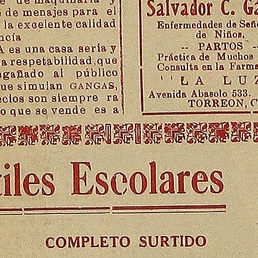 de maquinaria y
de menajes para el
la excelente calidad
ncía
A es una casa seria y
a respetabilidad, que
ngañado al público
que simulan GANGAS,
ecios son siempre ra
o que se vende es a
Salvador C. Ga
Enfermedades de Seño
de Niños.
-- PARTOS --
Práctica de Muchos
Consulta en la Farma
"LA LUZ
Avenida Abasolo 533.
TORREON, C
tiles Escolares
COMPLETO SURTIDO